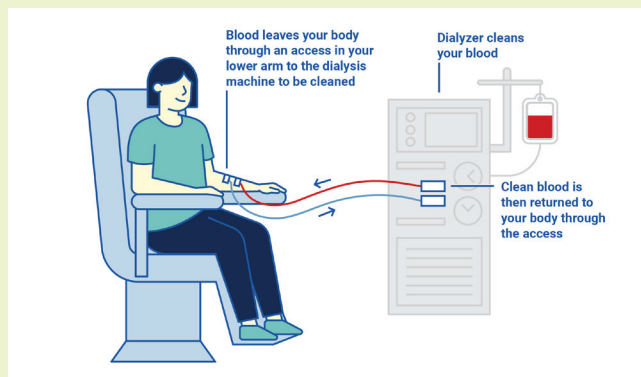 Blood leaves your body
through an access in your
lower arm to the dialysis
machine to be cleaned
Dialyzer cleans
your blood
Clean blood is
then returned to
your body through
the access